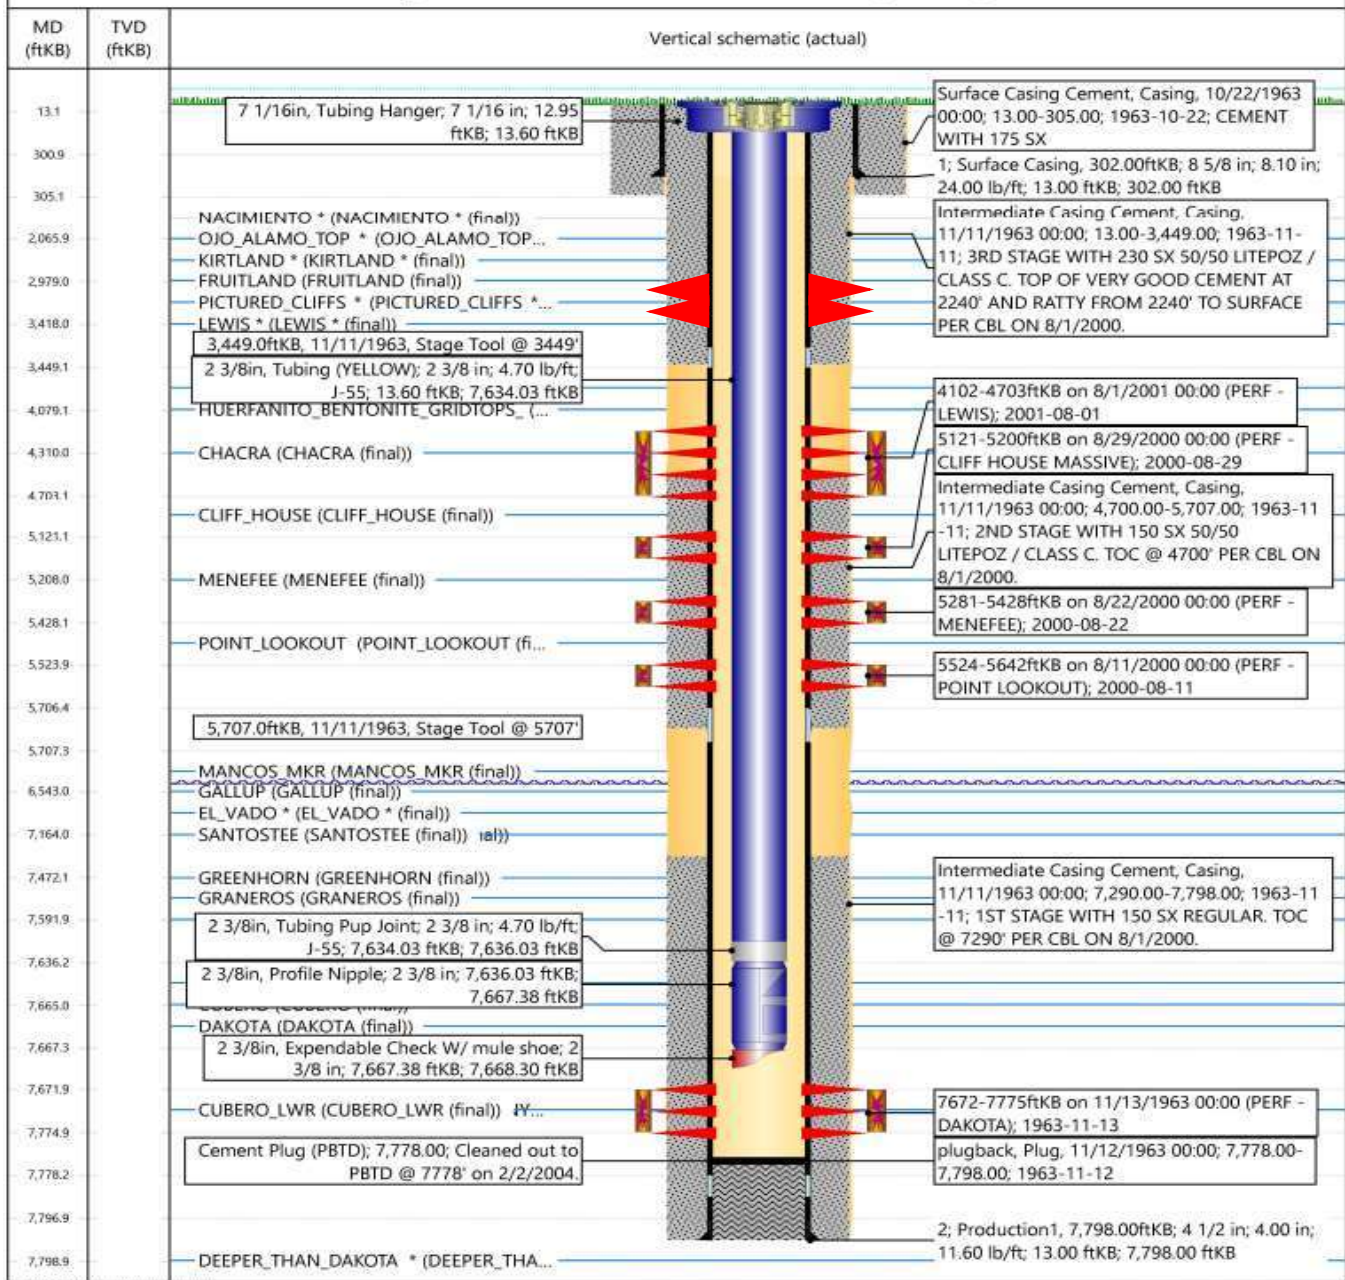 MD
(ftKB)
TVD
(ftKB)
Vertical schematic (actual)
13.1
300.9
305.1
2,065.9
2,979.0
3,418.0
3,449.1
4,079.1
4,310.0
4,703.1
5,121.1
5,208.0
5,428.1
5,523.9
5,706.4
5,707.3
6,543.0
7,164.0
7,472.1
7,591.9
7,636.2
7,665.0
7,667.3
7,671.9
7,774.9
7,778.2
7,796.9
7,798.9
7 1/16in, Tubing Hanger; 7 1/16 in; 12.95
ftKB; 13.60 ftKB
NACIMIENTO * (NACIMIENTO * (final))
OJO_ALAMO_TOP * (OJO_ALAMO_TOP...
KIRTLAND * (KIRTLAND * (final))
FRUITLAND (FRUITLAND (final))
PICTURED_CLIFFS * (PICTURED_CLIFFS *...
LEWIS * (LEWIS * (final))
3,449.0ftKB, 11/11/1963, Stage Tool @ 3449'
2 3/8in, Tubing (YELLOW); 2 3/8 in; 4.70 lb/ft;
J-55; 13.60 ftKB; 7,634.03 ftKB
HUERFANITO_BENTONITE_GRIDTOPS_ (...
CHACRA (CHACRA (final))
CLIFF_HOUSE (CLIFF_HOUSE (final))
MENEFEE (MENEFEE (final))
POINT_LOOKOUT (POINT_LOOKOUT (fi...
5,707.0ftKB, 11/11/1963, Stage Tool @ 5707'
MANCOS_MKR (MANCOS_MKR (final))
GALLUP (GALLUP (final))
EL_VADO * (EL_VADO * (final))
SANTOSTEE (SANTOSTEE (final)) al))
GREENHORN (GREENHORN (final))
GRANEROS (GRANEROS (final))
2 3/8in, Tubing Pup Joint; 2 3/8 in; 4.70 lb/ft;
J-55; 7,634.03 ftKB; 7,636.03 ftKB
2 3/8in, Profile Nipple; 2 3/8 in; 7,636.03 ftKB;
7,667.38 ftKB
DAKOTA (DAKOTA (final))
2 3/8in, Expendable Check W/ mule shoe; 2
3/8 in; 7,667.38 ftKB; 7,668.30 ftKB
CUBERO_LWR (CUBERO_LWR (final))
Cement Plug (PBTD); 7,778.00; Cleaned out to
PBTD @ 7778' on 2/2/2004.
DEEPER_THAN_DAKOTA * (DEEPER_THA...
Surface Casing Cement, Casing, 10/22/1963
00:00; 13.00-305.00; 1963-10-22; CEMENT
WITH 175 SX
1; Surface Casing, 302.00ftKB; 8 5/8 in; 8.10 in;
24.00 lb/ft; 13.00 ftKB; 302.00 ftKB
Intermediate Casing Cement, Casing,
11/11/1963 00:00; 13.00-3,449.00; 1963-11-
11; 3RD STAGE WITH 230 SX 50/50 LITEPOZ /
CLASS C. TOP OF VERY GOOD CEMENT AT
2240' AND RATTY FROM 2240' TO SURFACE
PER CBL ON 8/1/2000.
4102-4703ftKB on 8/1/2001 00:00 (PERF -
LEWIS); 2001-08-01
5121-5200ftKB on 8/29/2000 00:00 (PERF -
CLIFF HOUSE MASSIVE); 2000-08-29
Intermediate Casing Cement, Casing,
11/11/1963 00:00; 4,700.00-5,707.00; 1963-11
-11; 2ND STAGE WITH 150 SX 50/50
LITEPOZ / CLASS C. TOC @ 4700' PER CBL ON
8/1/2000.
5281-5428ftKB on 8/22/2000 00:00 (PERF -
MENEFEE); 2000-08-22
5524-5642ftKB on 8/11/2000 00:00 (PERF -
POINT LOOKOUT); 2000-08-11
Intermediate Casing Cement, Casing,
11/11/1963 00:00; 7,290.00-7,798.00; 1963-11
-11; 1ST STAGE WITH 150 SX REGULAR. TOC
@ 7290' PER CBL ON 8/1/2000.
7672-7775ftKB on 11/13/1963 00:00 (PERF -
DAKOTA); 1963-11-13
plugback, Plug, 11/12/1963 00:00; 7,778.00-
7,798.00; 1963-11-12
2; Production1, 7,798.00ftKB; 4 1/2 in; 4.00 in;
11.60 lb/ft; 13.00 ftKB; 7,798.00 ftKB